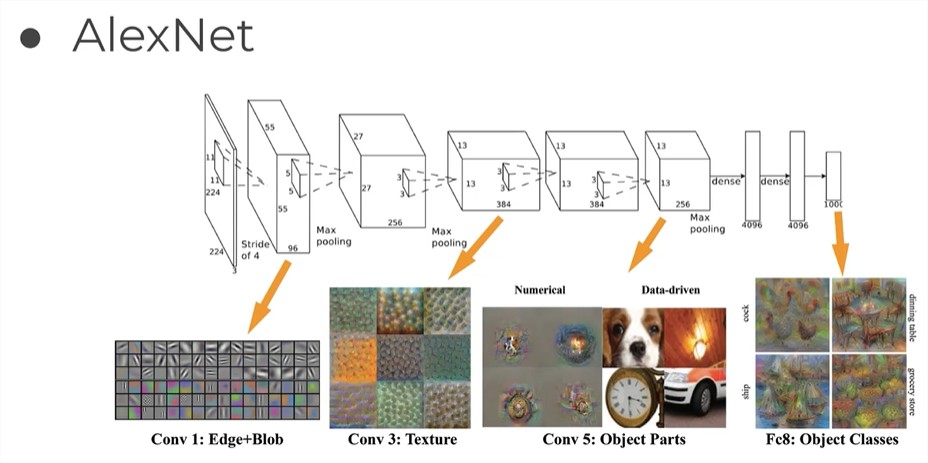 ● AlexNet
11
11
224
224
3
Stride
of 4
55
5
5
55
96
Max
pooling
27
3
3
27
256
Max
pooling
13
3
3
13
384
13
3
3
13
384
13
13
256
Max
pooling
dense
4096
dense
4096
1000
Numerical
Data-driven
cock
ship
dinning table
grocery store
Conv 1: Edge+Blob
Conv 3: Texture
Conv 5: Object Parts
Fc8: Object Classes